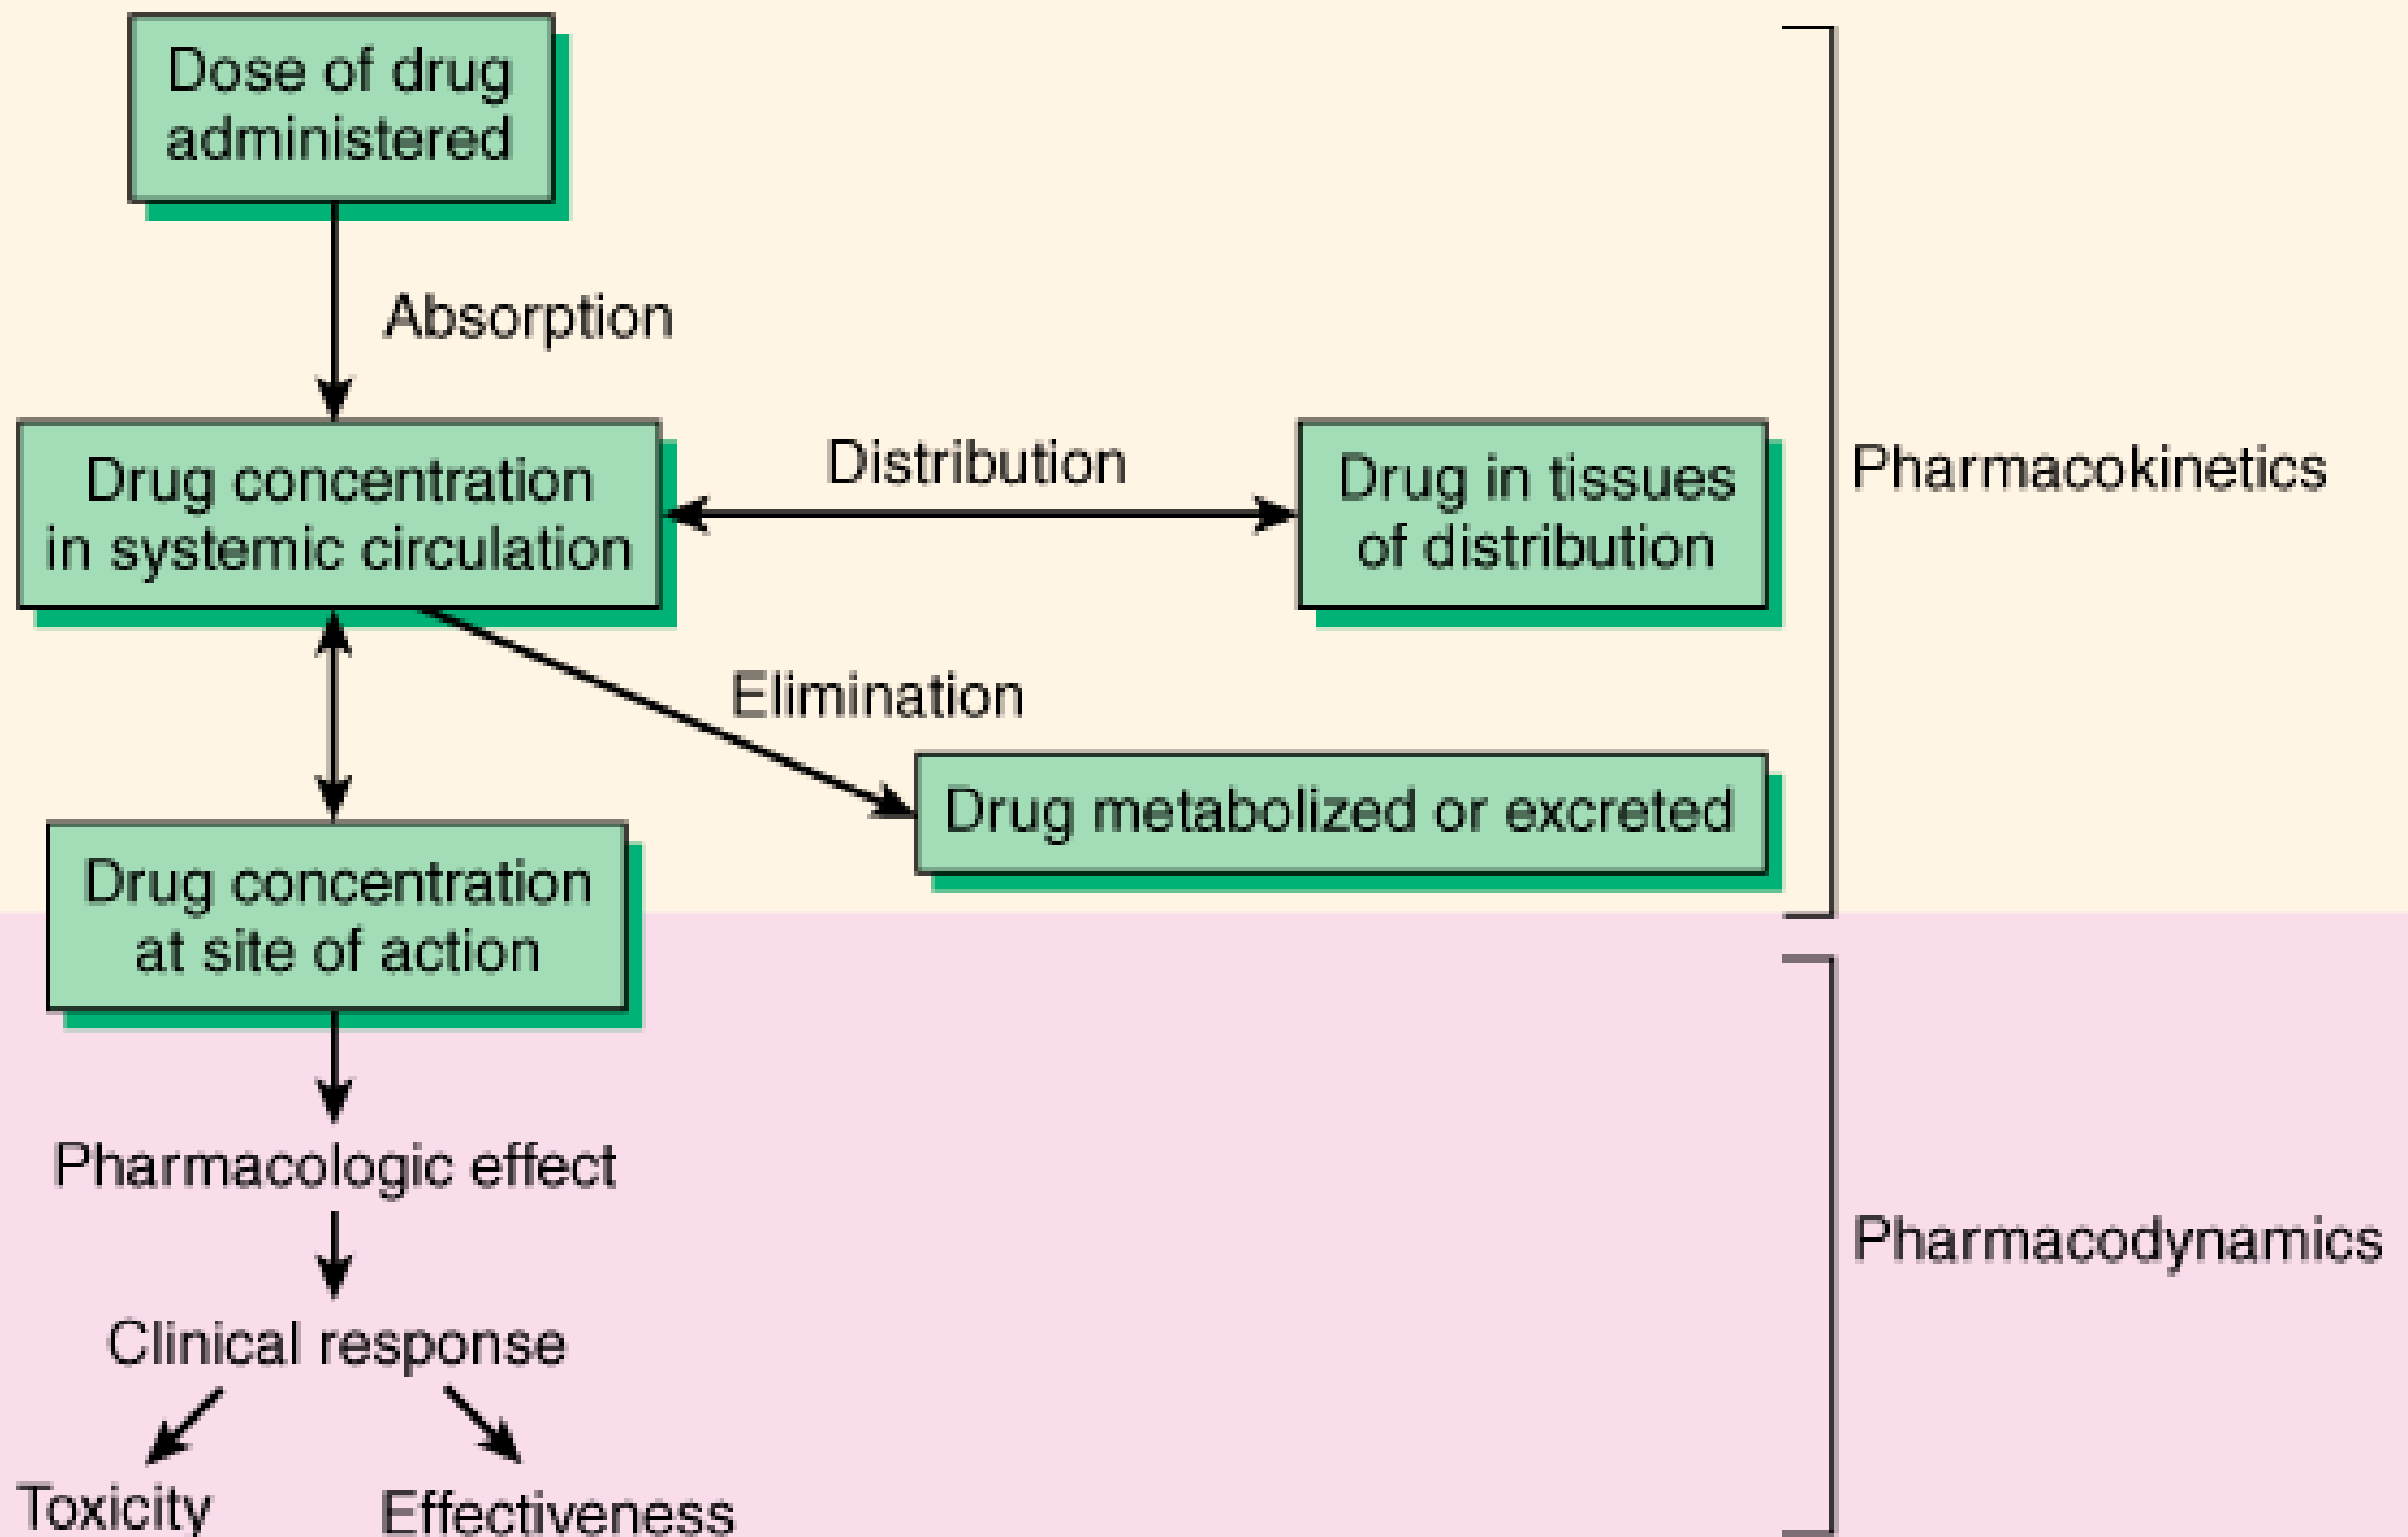 Dose of drug
administered
Absorption
Drug concentration
in systemic circulation
Distribution
Drug in tissues
of distribution
Pharmacokinetics
Elimination
Drug metabolized or excreted
Drug concentration
at site of action
Pharmacologic effect
Pharmacodynamics
Clinical response
Toxicity
Effectiveness